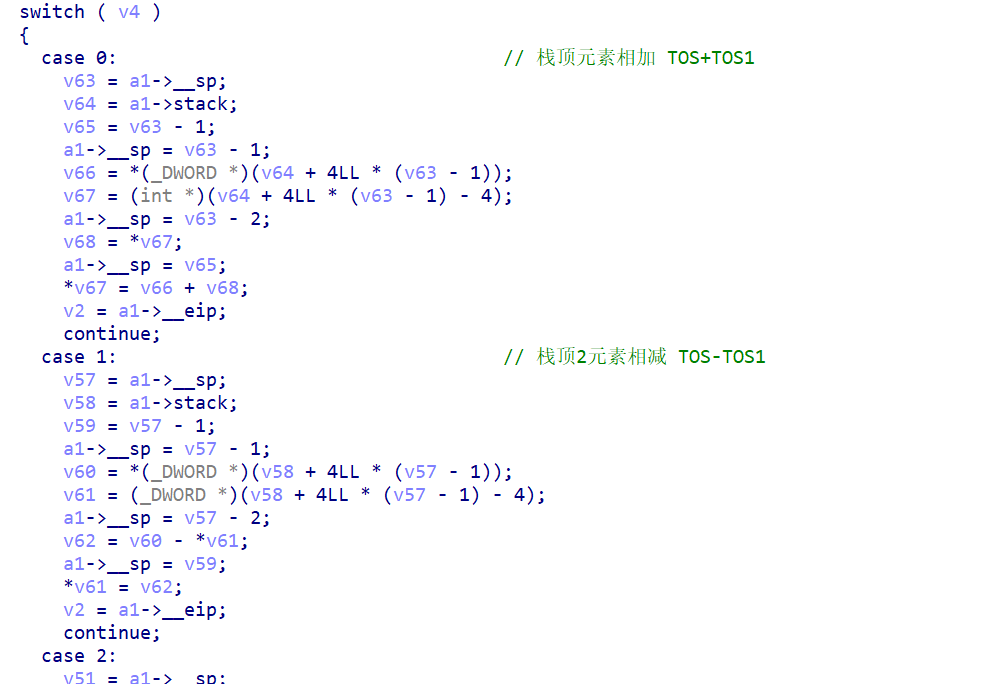 switch ( v4 )
{
case 0: // 栈顶元素相加 TOS+TOS1
v63 = a1->__sp;
v64 = a1->stack;
v65 = v63 - 1;
a1->__sp = v63 - 1;
v66 = *(_DWORD *)(v64 + 4LL * (v63 - 1));
v67 = (int *)(v64 + 4LL * (v63 - 1) - 4);
a1->__sp = v63 - 2;
v68 = *v67;
a1->__sp = v65;
*v67 = v66 + v68;
v2 = a1->__eip;
continue;
case 1: // 栈顶2元素相减 TOS-TOS1
v57 = a1->__sp;
v58 = a1->stack;
v59 = v57 - 1;
a1->__sp = v57 - 1;
v60 = *(_DWORD *)(v58 + 4LL * (v57 - 1));
v61 = (_DWORD *)(v58 + 4LL * (v57 - 1) - 4);
a1->__sp = v57 - 2;
v62 = v60 - *v61;
a1->__sp = v59;
*v61 = v62;
v2 = a1->__eip;
continue;
case 2:
v51 = a1->__sp;